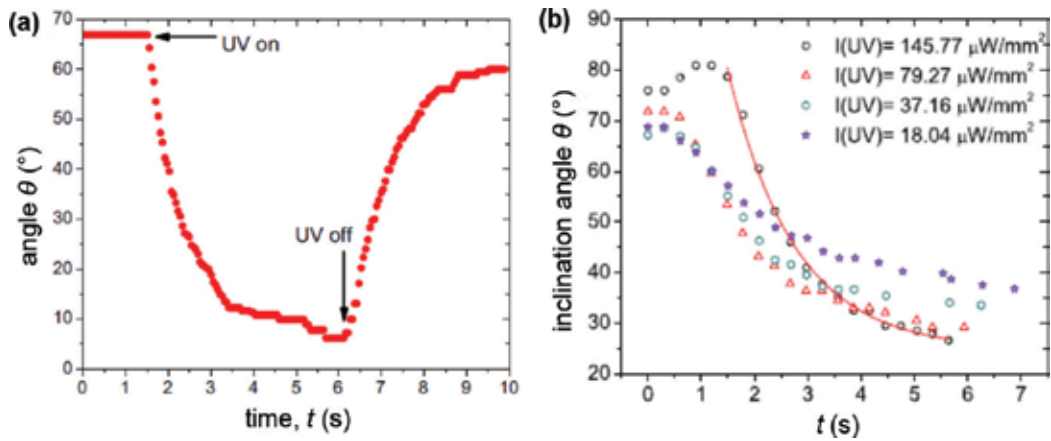 (a)
UV on
UV off
angle θ (°)
70
60
50
40
30
20
10
0
0 1 2 3 4 5 6 7 8 9 10
time, t (s)
(b)
I(UV)= 145.77 μW/mm²
I(UV)= 79.27 μW/mm²
I(UV)= 37.16 μW/mm²
I(UV)= 18.04 μW/mm²
inclination angle θ (°)
90
80
70
60
50
40
30
20
0 1 2 3 4 5 6 7
t (s)